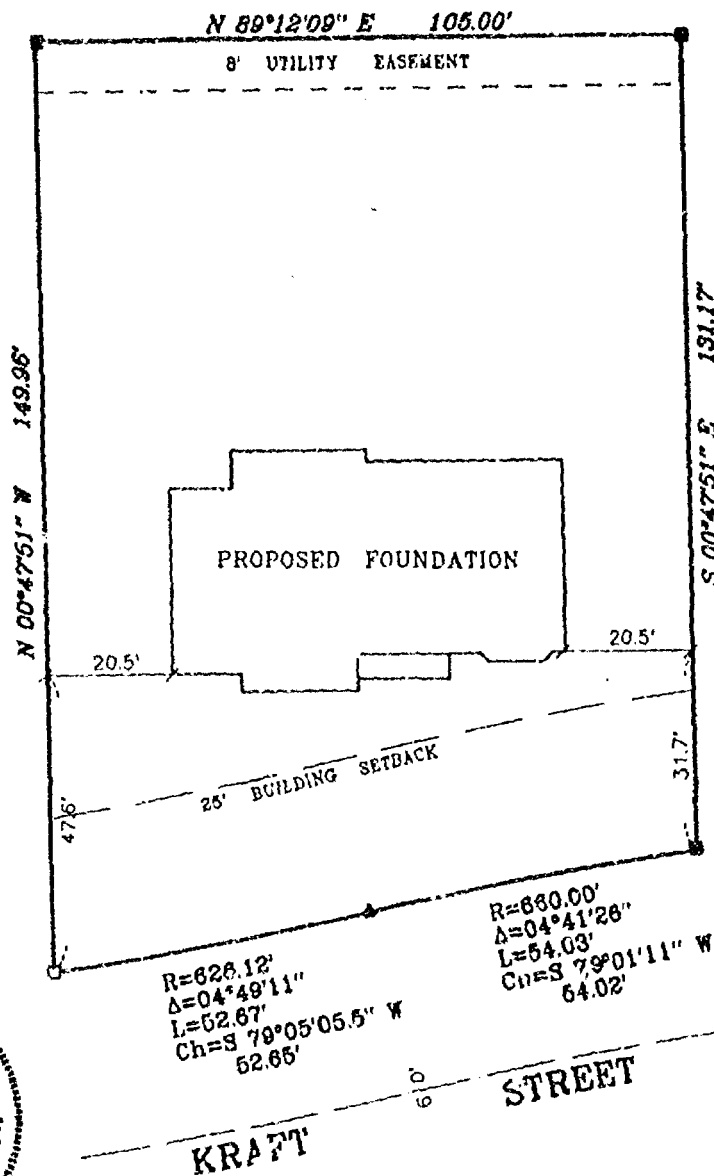 N 89°12'09" E 105.00'
8' UTILITY EASEMENT
N 00°47'51" W 149.96'
S 00°47'51" E 131.17'
PROPOSED FOUNDATION
20.5'
20.5'
25' BUILDING SETBACK
47.6'
31.7'
R=626.12'
Δ=04°49'11"
L=52.67'
Ch=S 79°05'05.5" W
52.65'
R=660.00'
Δ=04°41'26"
L=54.03'
Ch=S 79°01'11" W
54.02'
KRAFT STREET